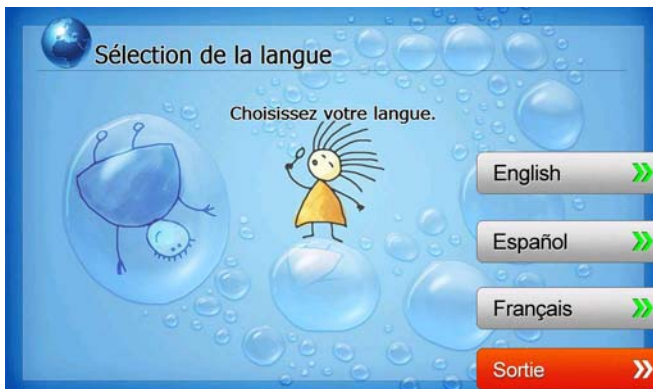 Sélection de la langue
Choisissez votre langue.
English
Español
Français
Sortie